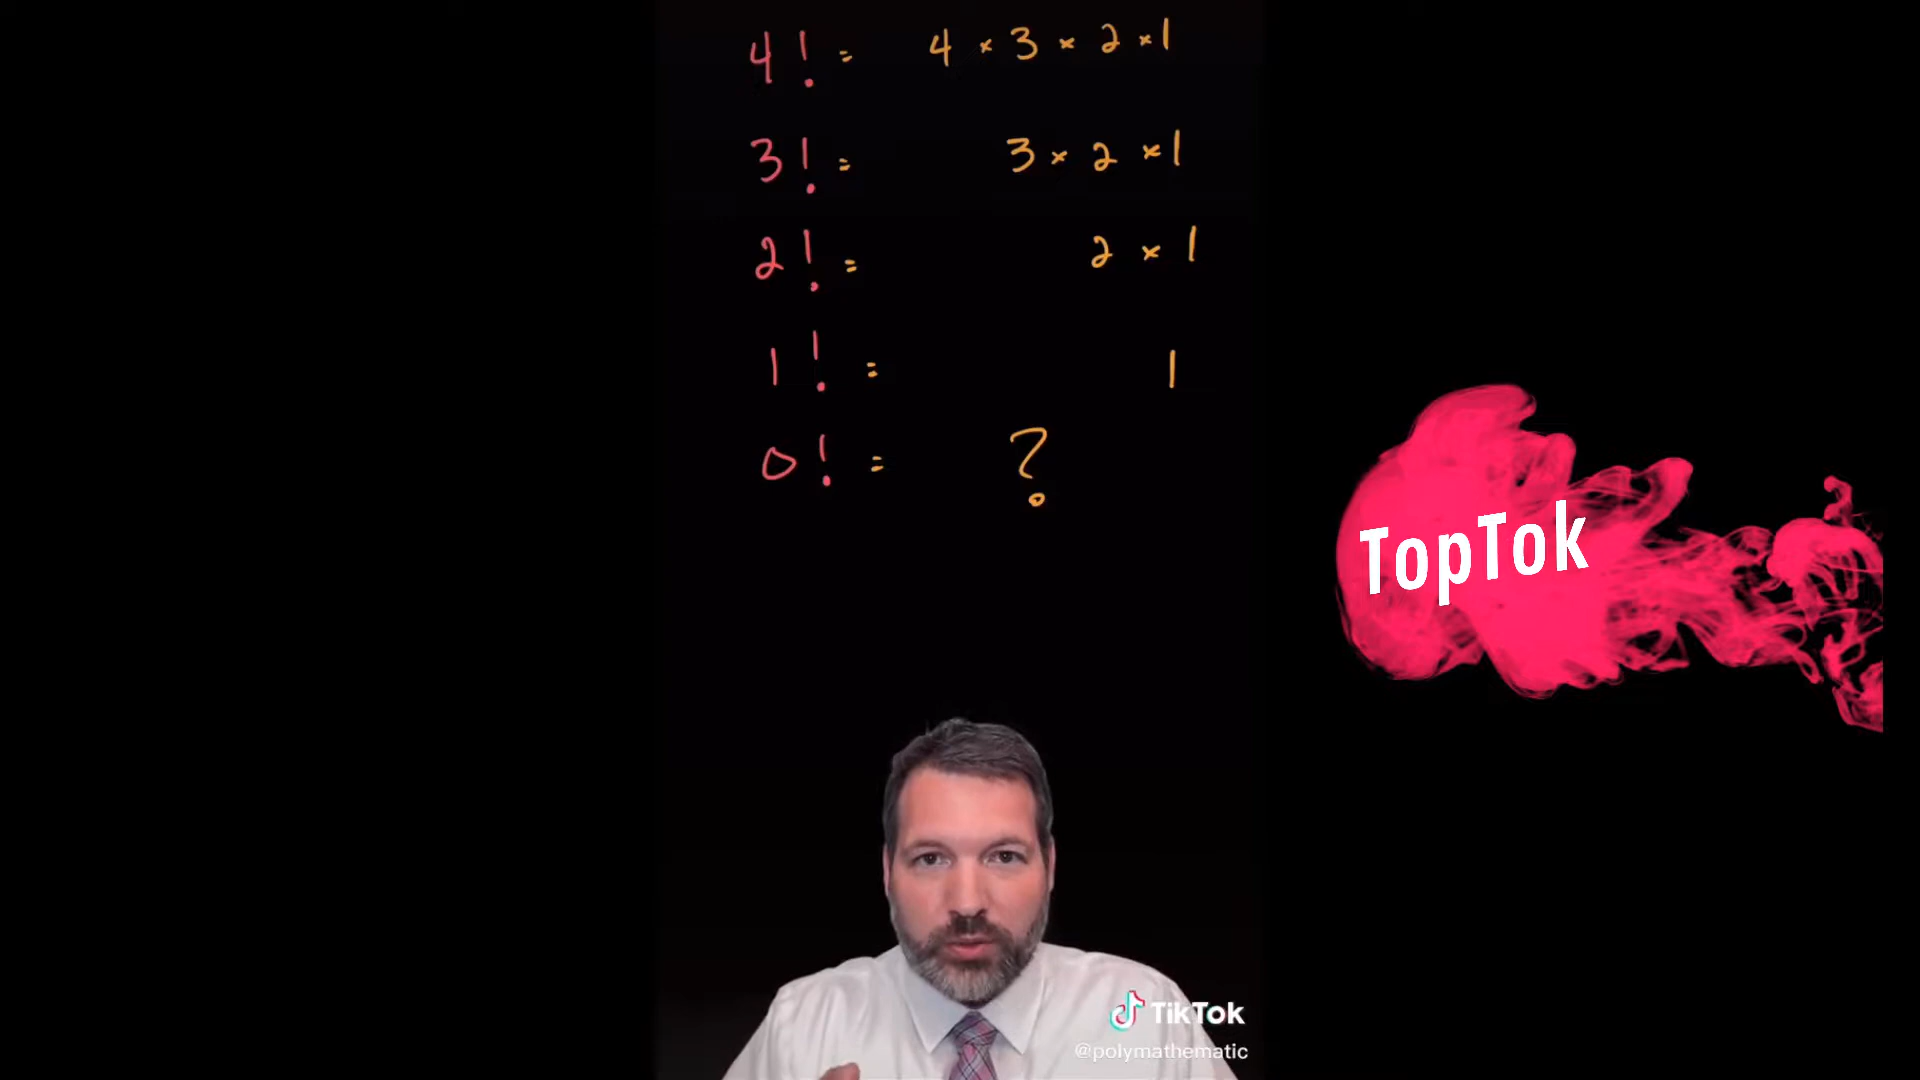 4! = 4 × 3 × 2 × 1
3! = 3 × 2 × 1
2! = 2 × 1
1! = 1
0! = ?
TopTok
TikTok
@polymathematic